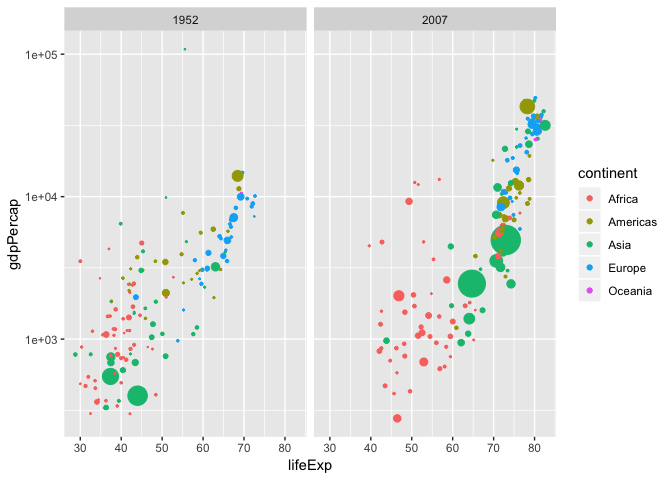 1952 2007
1e+05
1e+04
1e+03
gdpPercap
30 40 50 60 70 80 30 40 50 60 70 80
lifeExp
continent
Africa
Americas
Asia
Europe
Oceania